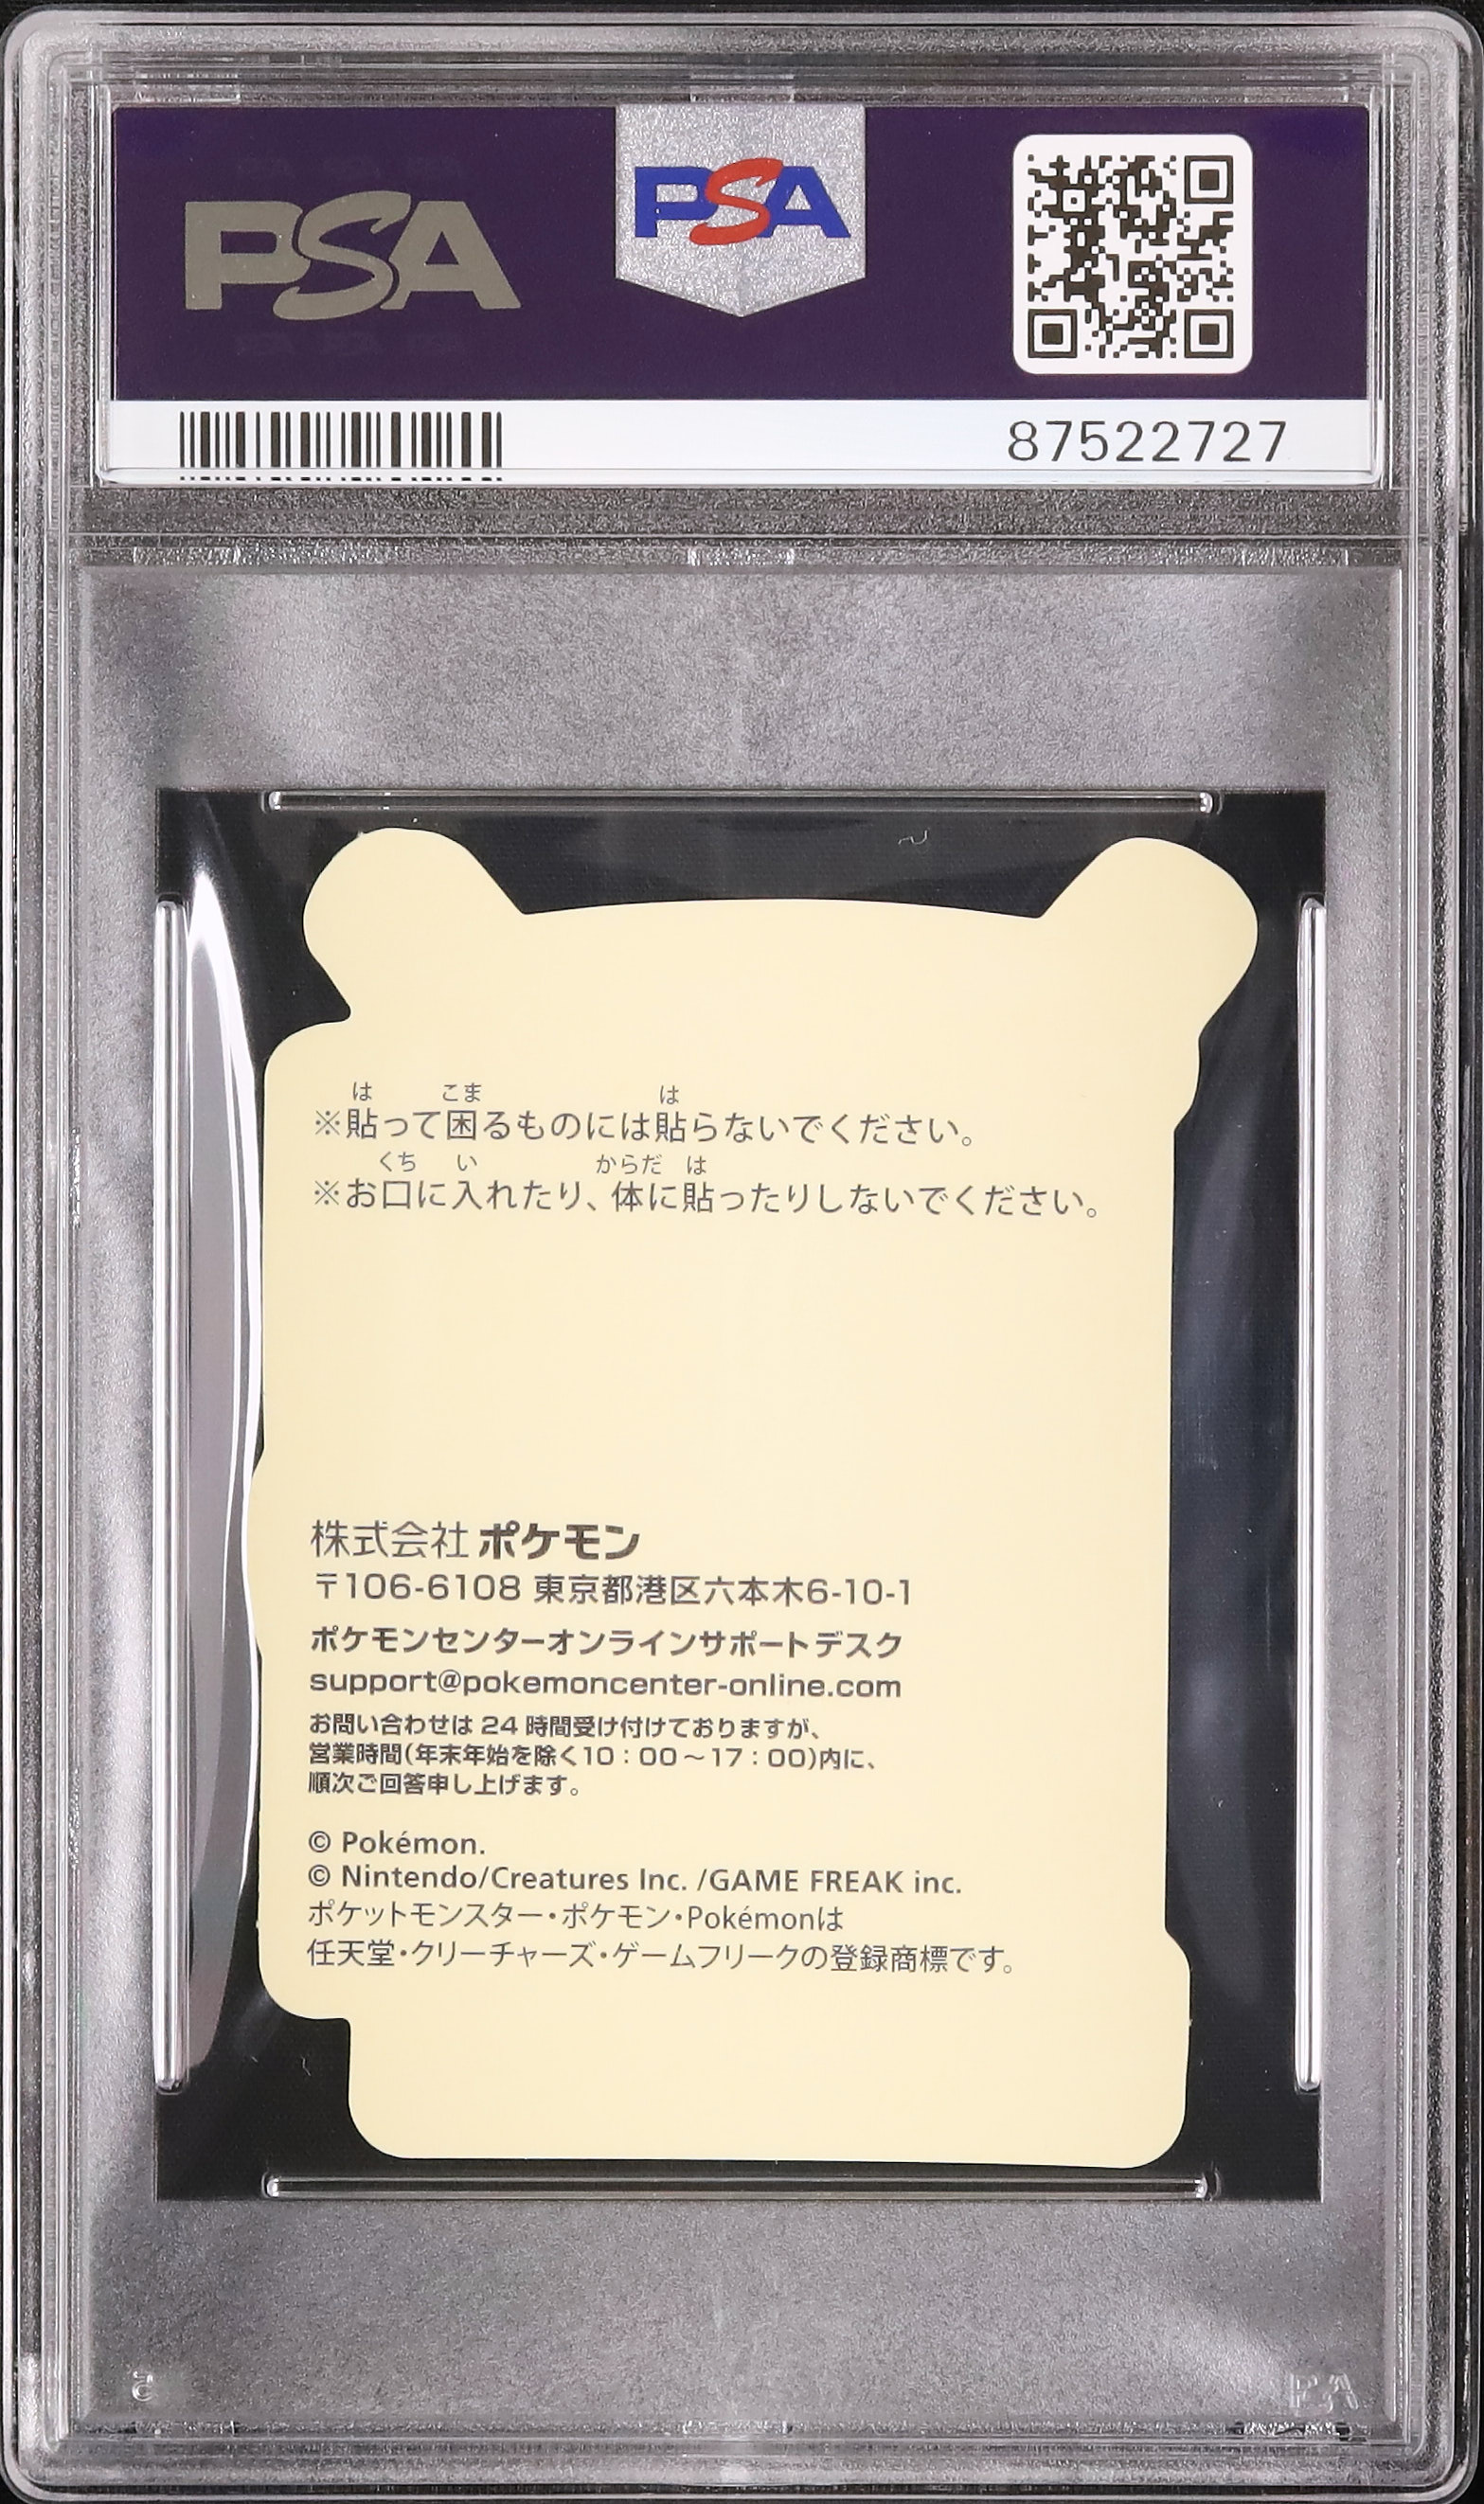 PSA
PSA
87522727
は こま は
※貼って困るものには貼らないでください。
くち い からだ は
※お口に入れたり、体に貼ったりしないでください。
株式会社 ポケモン
〒106-6108 東京都港区六本木6-10-1
ポケモンセンターオンラインサポートデスク
support@pokemoncenter-online.com
お問い合わせは 24 時間受け付けておりますが、
営業時間(年末年始を除く10：00～17：00)内に、
順次ご回答申し上げます。
© Pokémon.
© Nintendo/Creatures Inc. /GAME FREAK inc.
ポケットモンスター・ポケモン・Pokémonは
任天堂・クリーチャーズ・ゲームフリークの登録商標です。